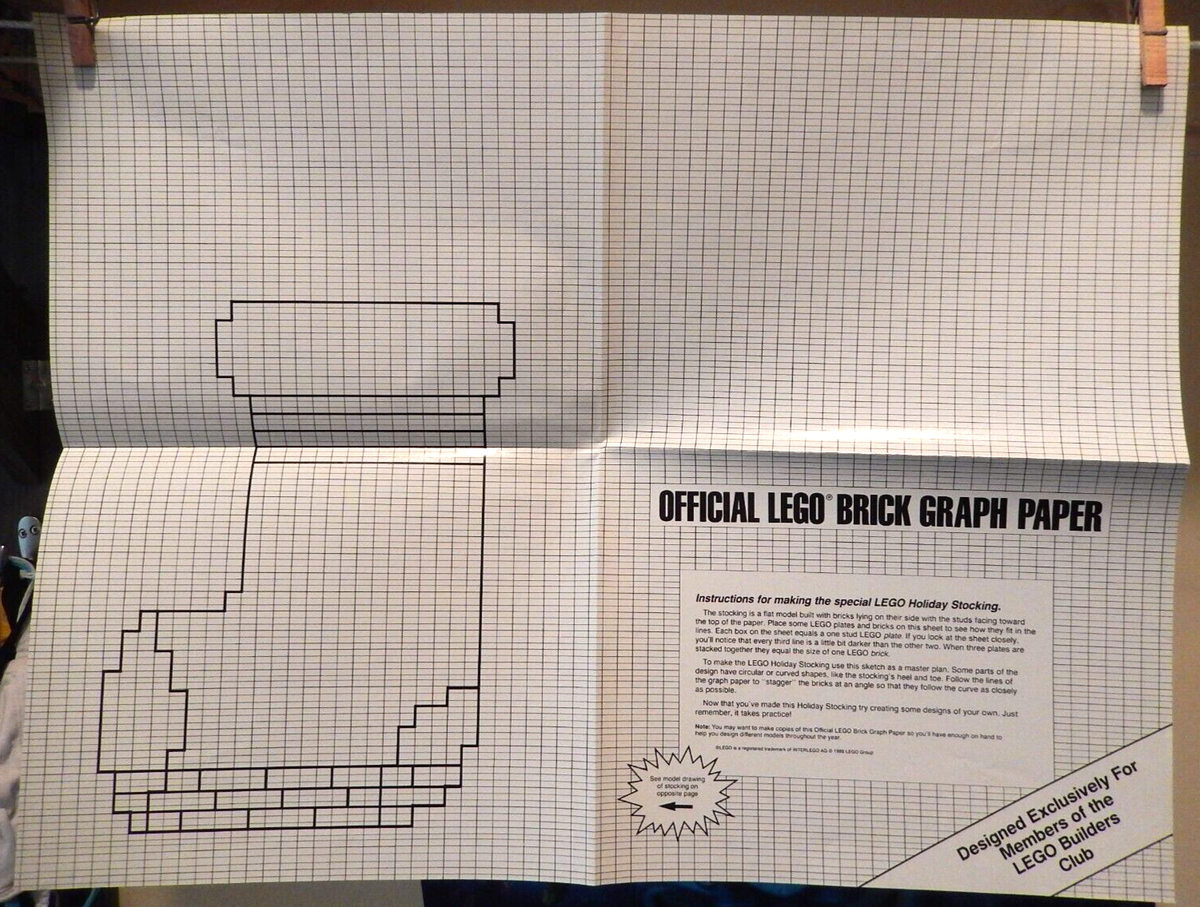 OFFICIAL LEGO® BRICK GRAPH PAPER
Instructions for making the special LEGO Holiday Stocking.
The stocking is a flat model built with bricks lying on their side with the studs facing toward
the top of the paper. Place some LEGO plates and bricks on this sheet to see how they fit in the
lines. Each box on the sheet equals a one stud LEGO plate. If you look at the sheet closely,
you'll notice that every third line is a little bit darker than the other two. When three plates are
stacked together they equal the size of one LEGO brick.
To make the LEGO Holiday Stocking use this sketch as a master plan. Some parts of the
design have circular or curved shapes, like the stocking's heel and toe. Follow the lines of
the graph paper to "stagger" the bricks at an angle so that they follow the curve as closely
as possible.
Now that you've made this Holiday Stocking try creating some designs of your own. Just
remember, it takes practice!
Note: You may want to make copies of this Official LEGO Brick Graph Paper so you'll have enough on hand to
help you design different models throughout the year.
®LEGO is a registered trademark of INTERLEGO AG © 1989 LEGO Group
See model drawing
of stocking on
opposite page
Designed Exclusively For
Members of the
LEGO Builders
Club